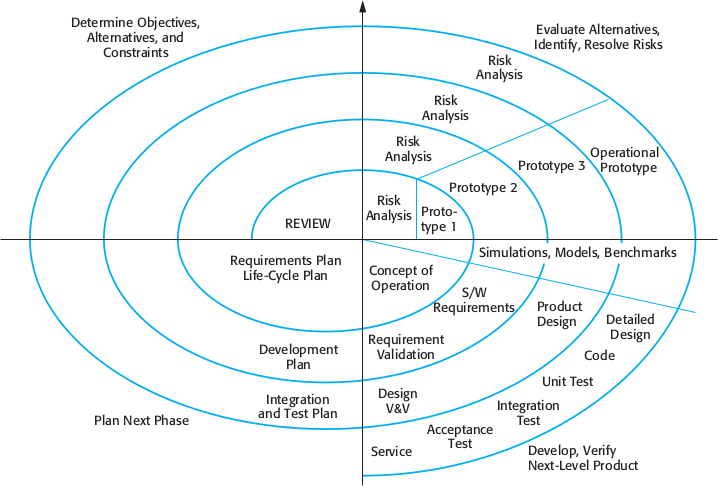 Determine Objectives,
Alternatives, and
Constraints
Evaluate Alternatives,
Identify, Resolve Risks
Risk
Analysis
Risk
Analysis
Risk
Analysis
Risk
Analysis
Proto-
type 1
Prototype 2
Prototype 3
Operational
Prototype
REVIEW
Requirements Plan
Life-Cycle Plan
Concept of
Operation
Simulations, Models, Benchmarks
S/W
Requirements
Product
Design
Detailed
Design
Development
Plan
Requirement
Validation
Code
Unit Test
Integration
and Test Plan
Design
V&V
Integration
Test
Acceptance
Test
Service
Plan Next Phase
Develop, Verify
Next-Level Product